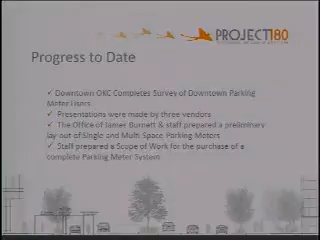 PROJECT180
Progress to Date
✓ Downtown OKC Completes Survey of Downtown Parking
Meter Users
✓ Presentations were made by three vendors
✓ The Office of James Burnett & staff prepared a preliminary
lay-out of Single and Multi Space Parking Meters
✓ Staff prepared a Scope of Work for the purchase of a
complete Parking Meter System